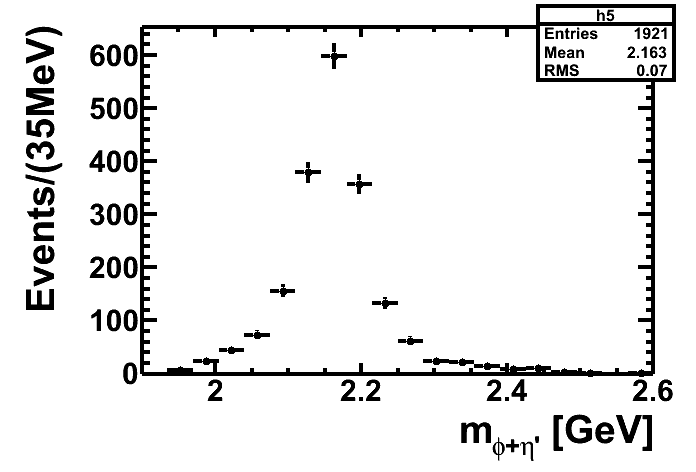 h5
Entries 1921
Mean 2.163
RMS 0.07
Events/(35MeV)
600
500
400
300
200
100
0
2 2.2 2.4 2.6
mϕ+η' [GeV]